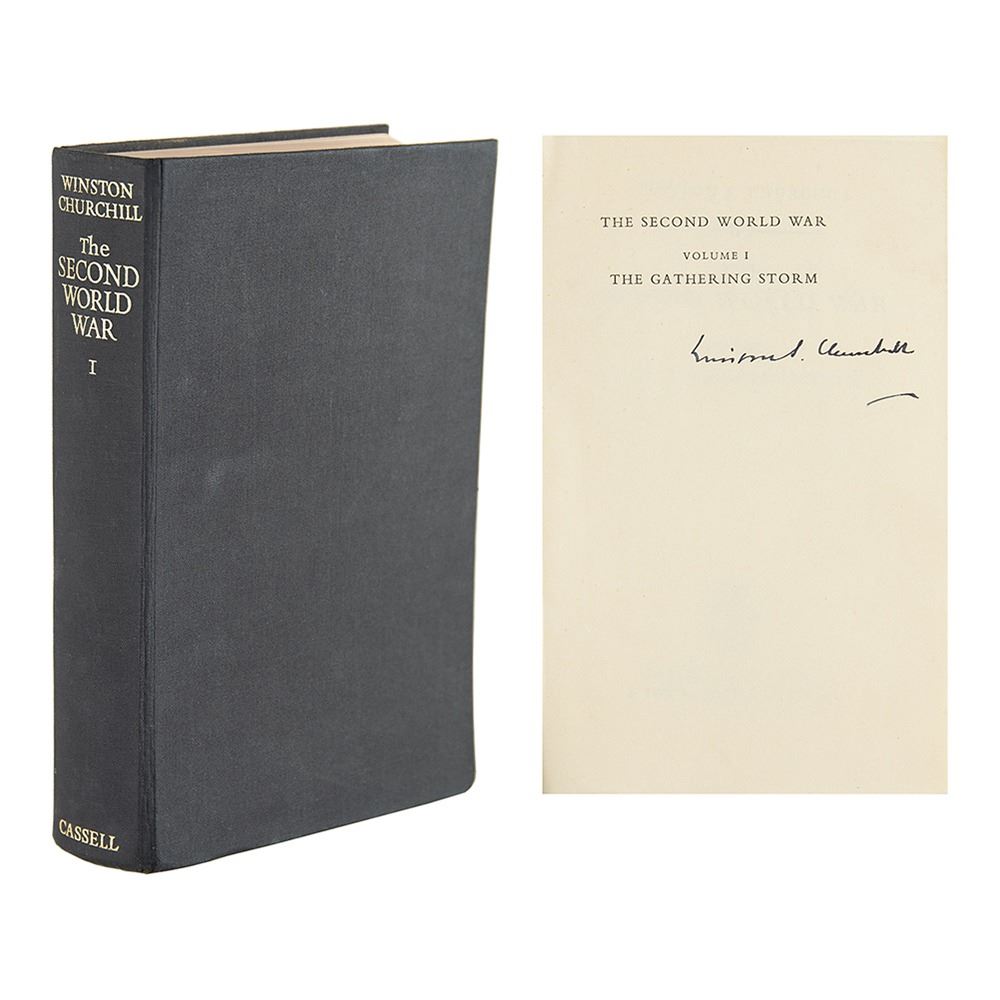 WINSTON
CHURCHILL
The
SECOND
WORLD
WAR
I
CASSELL
THE SECOND WORLD WAR
VOLUME I
THE GATHERING STORM
Winston S. Churchill